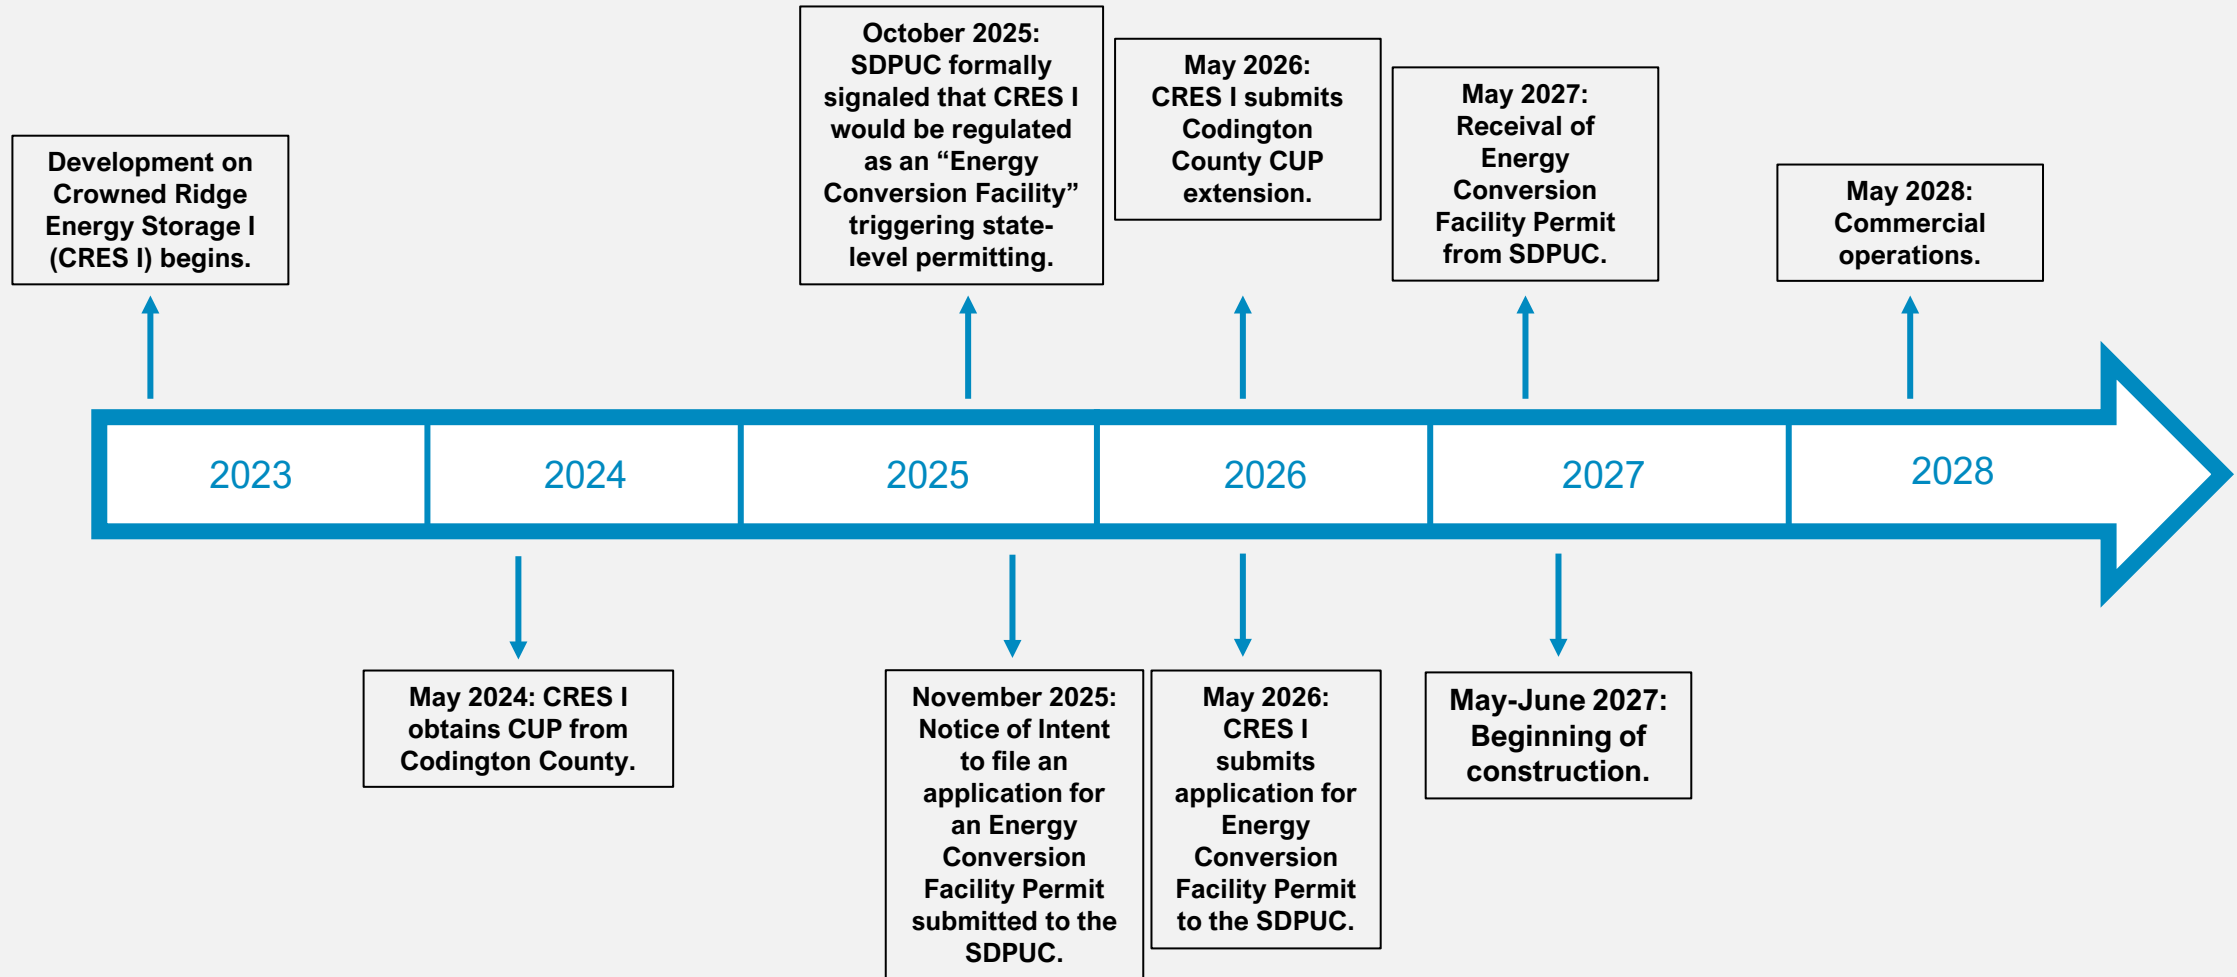 Development on
Crowned Ridge
Energy Storage I
(CRES I) begins.
October 2025:
SDPUC formally
signaled that CRES I
would be regulated
as an “Energy
Conversion Facility”
triggering state-
level permitting.
May 2026:
CRES I submits
Codington
County CUP
extension.
May 2027:
Receival of
Energy
Conversion
Facility Permit
from SDPUC.
May 2028:
Commercial
operations.
2023
2024
2025
2026
2027
2028
May 2024: CRES I
obtains CUP from
Codington County.
November 2025:
Notice of Intent
to file an
application for
an Energy
Conversion
Facility Permit
submitted to the
SDPUC.
May 2026:
CRES I
submits
application for
Energy
Conversion
Facility Permit
to the SDPUC.
May-June 2027:
Beginning of
construction.